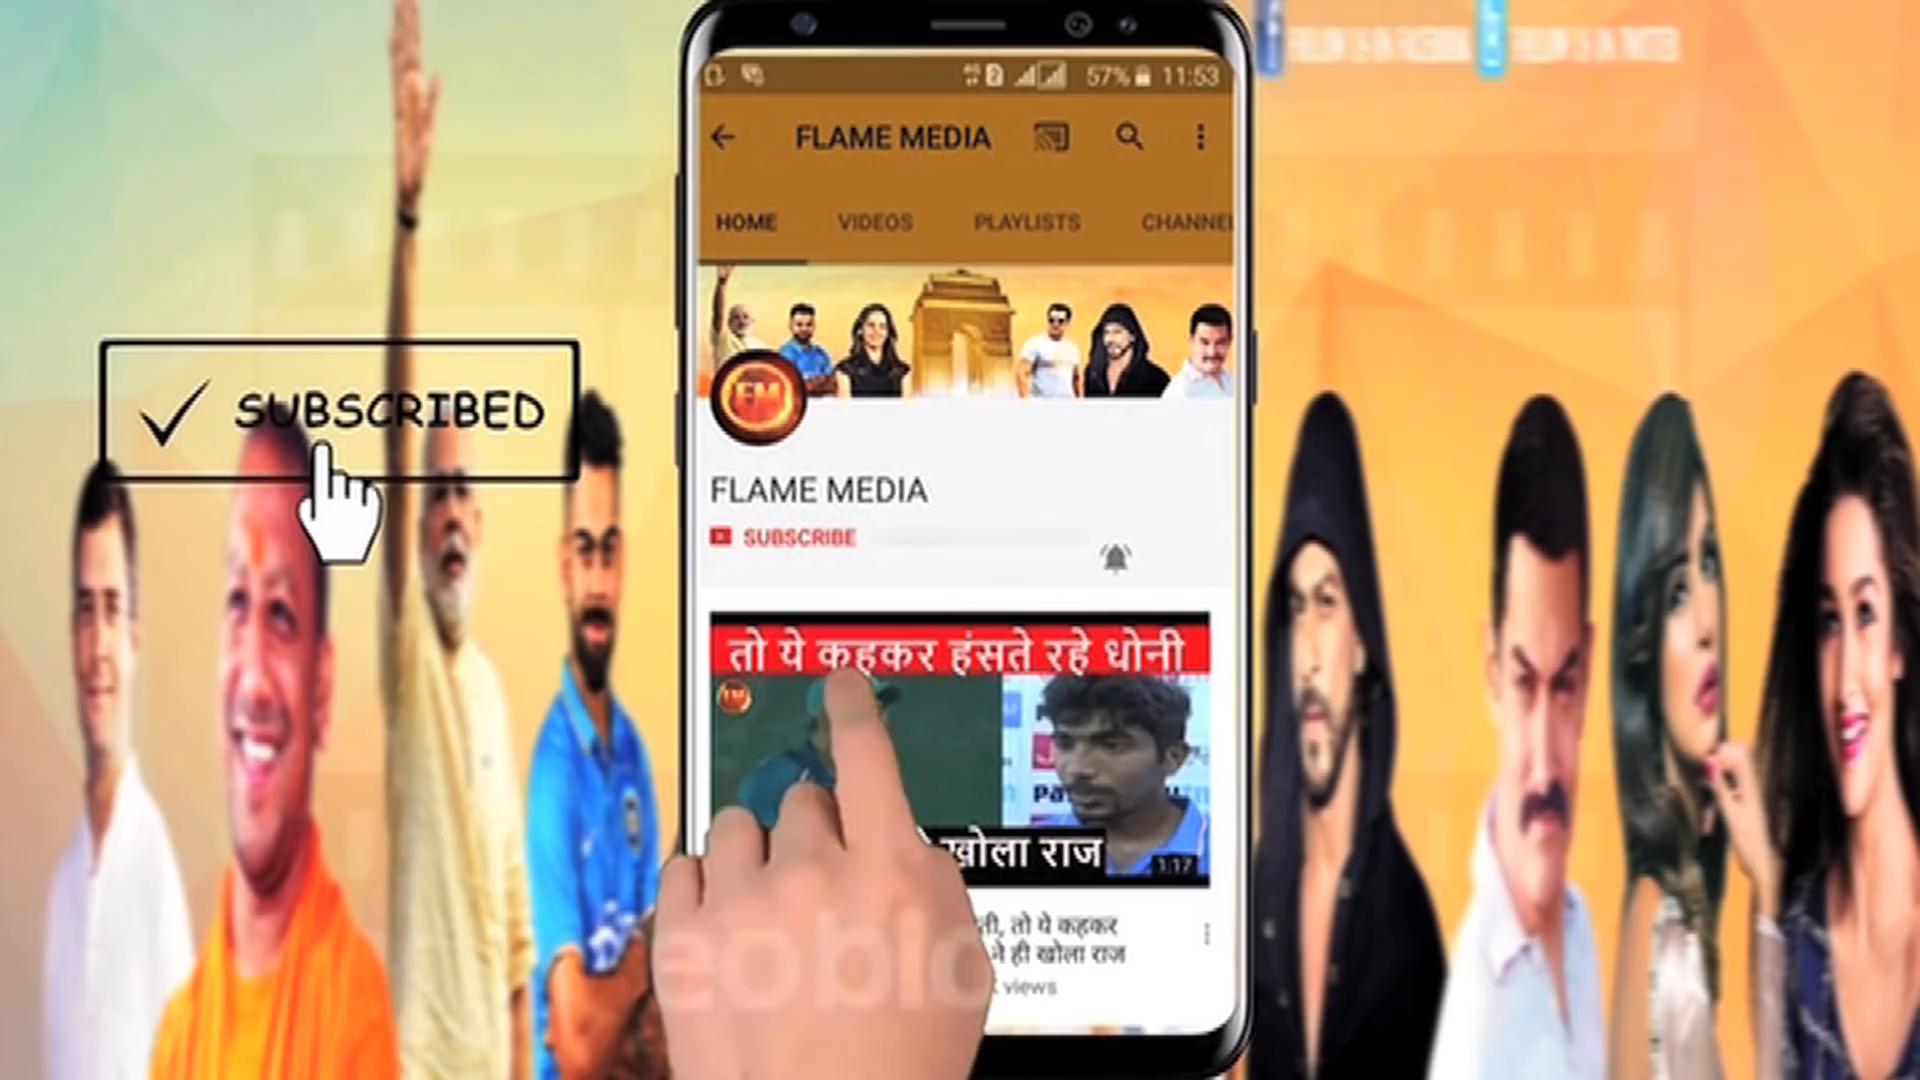 57% 11:53
FLAME MEDIA
HOME VIDEOS PLAYLISTS CHANNEL
FM
FLAME MEDIA
SUBSCRIBE
SUBSCRIBED
तो ये कहकर हंसते रहे धोनी
खोला राज
1:17
तो ये कहकर
ने ही खोला राज
views